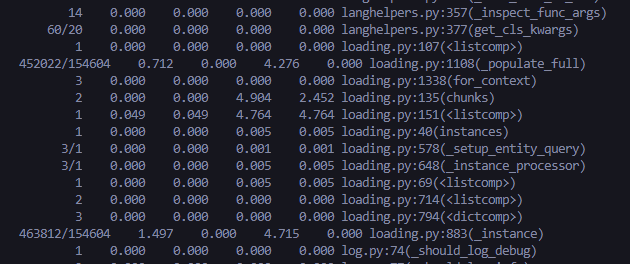 14 0.000 0.000 0.000 0.000 langhelpers.py:357(_inspect_func_args)
60/20 0.000 0.000 0.000 0.000 langhelpers.py:377(get_cls_kwargs)
1 0.000 0.000 0.000 0.000 loading.py:107(<listcomp>)
452022/154604 0.712 0.000 4.276 0.000 loading.py:1108(_populate_full)
3 0.000 0.000 0.000 0.000 loading.py:1338(for_context)
2 0.000 0.000 4.904 2.452 loading.py:135(chunks)
1 0.049 0.049 4.764 4.764 loading.py:151(<listcomp>)
1 0.000 0.000 0.005 0.005 loading.py:40(instances)
3/1 0.000 0.000 0.001 0.001 loading.py:578(_setup_entity_query)
3/1 0.000 0.000 0.005 0.005 loading.py:648(_instance_processor)
1 0.000 0.000 0.005 0.005 loading.py:69(<listcomp>)
2 0.000 0.000 0.000 0.000 loading.py:714(<listcomp>)
3 0.000 0.000 0.000 0.000 loading.py:794(<dictcomp>)
463812/154604 1.497 0.000 4.715 0.000 loading.py:883(_instance)
1 0.000 0.000 0.000 0.000 log.py:74(_should_log_debug)